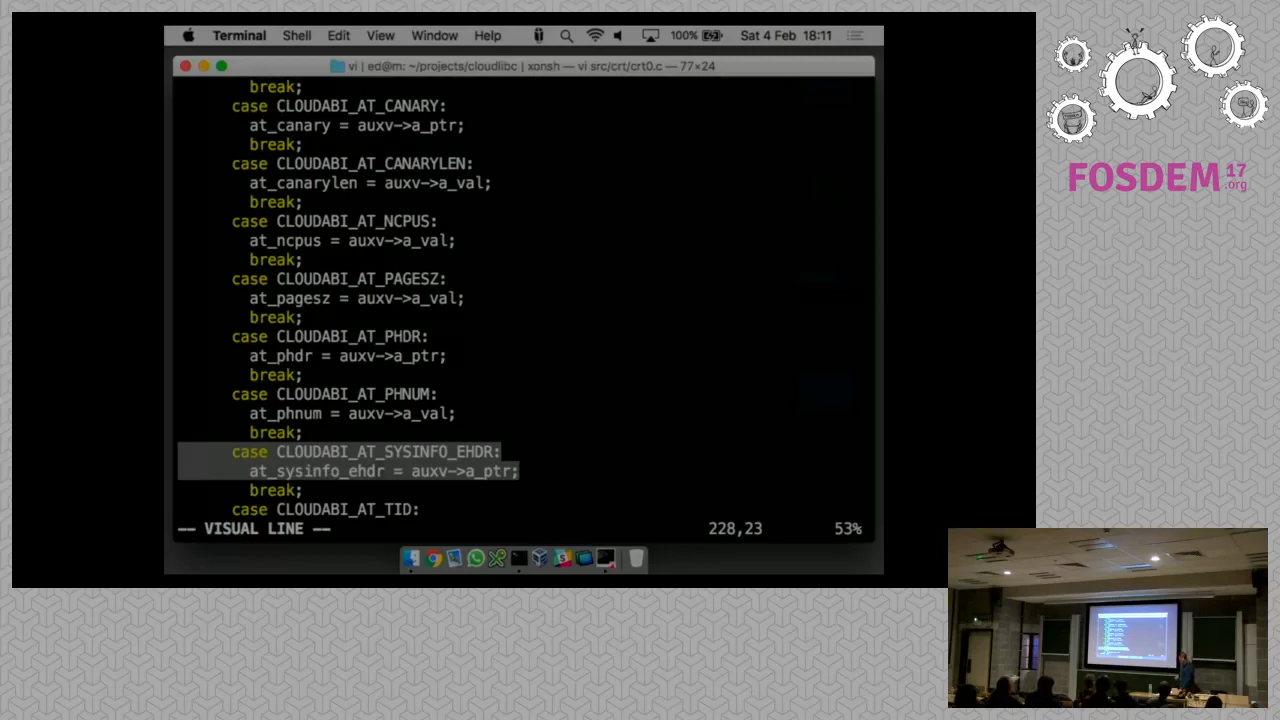 Terminal Shell Edit View Window Help 100% Sat 4 Feb 18:11
vi | ed@m: ~/projects/cloudlibc | xonsh — vi src/crt/crt0.c — 77×24
break;
case CLOUDABI_AT_CANARY:
at_canary = auxv->a_ptr;
break;
case CLOUDABI_AT_CANARYLEN:
at_canarylen = auxv->a_val;
break;
case CLOUDABI_AT_NCPUS:
at_ncpus = auxv->a_val;
break;
case CLOUDABI_AT_PAGESZ:
at_pagesz = auxv->a_val;
break;
case CLOUDABI_AT_PHDR:
at_phdr = auxv->a_ptr;
break;
case CLOUDABI_AT_PHNUM:
at_phnum = auxv->a_val;
break;
case CLOUDABI_AT_SYSINFO_EHDR:
at_sysinfo_ehdr = auxv->a_ptr;
break;
case CLOUDABI_AT_TID:
-- VISUAL LINE -- 228,23 53%
FOSDEM 17
.org